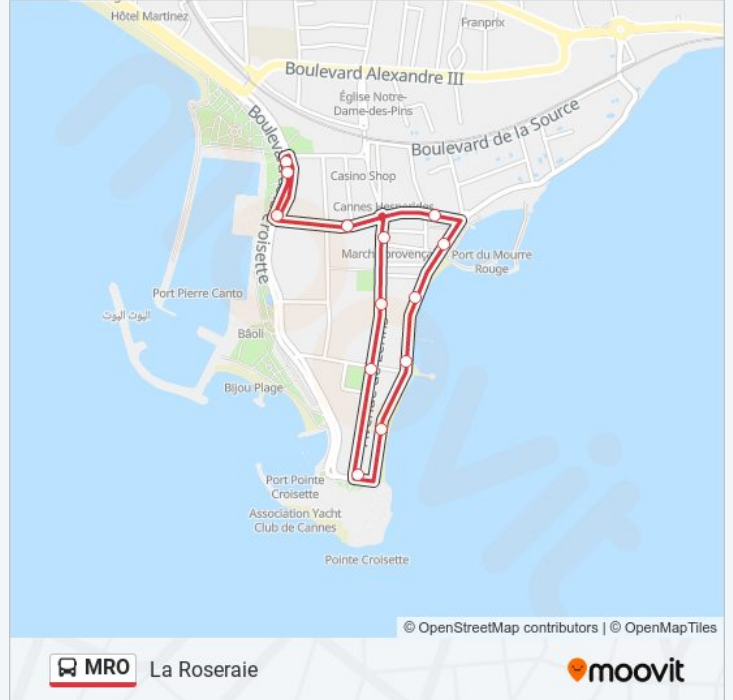 Hôtel Martinez
Franprix
Boulevard Alexandre III
Église Notre-
Dame-des-Pins
Boulevard de la Source
Casino Shop
Cannes Hesperides
Port du Mourre
Rouge
Croisette
Port Pierre Canto
اليوت اليوت
Bâoli
Bijou Plage
Port Pointe
Croisette
Association Yacht
Club de Cannes
Pointe Croisette
© OpenStreetMap contributors | © OpenMapTiles
MRO La Roseraie
moovit